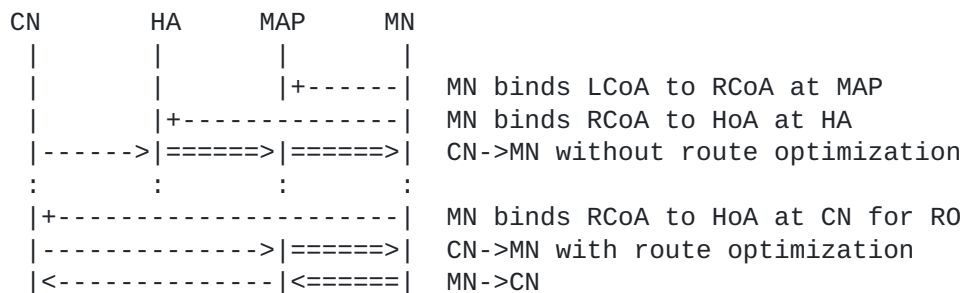 CN        HA      MAP      MN
 |         |       |       |
 |         |       |+------|  MN binds LCoA to RCoA at MAP
 |         |+--------------|  MN binds RCoA to HoA at HA
 |------>|======>|======>|  CN->MN without route optimization
 :       :       :       :
 |+----------------------|  MN binds RCoA to HoA at CN for RO
 |-------------->|======>|  CN->MN with route optimization
 |<--------------|<======|  MN->CN